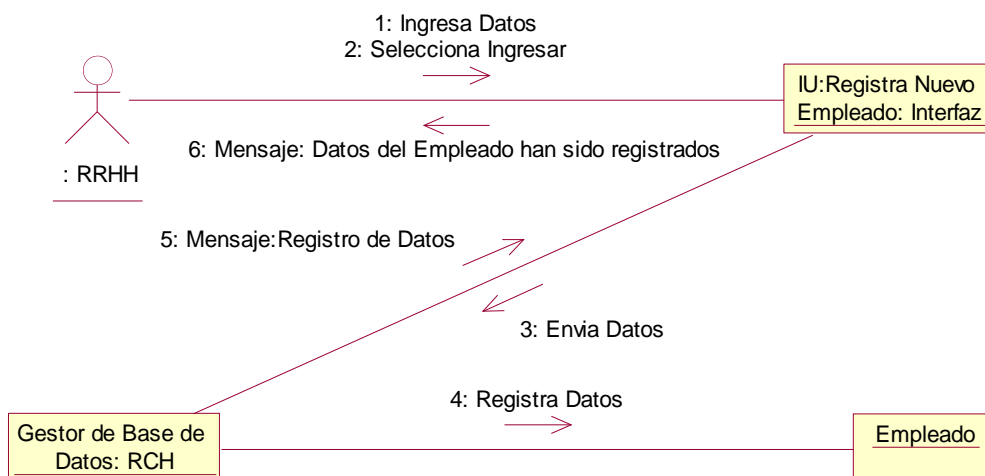 1: Ingresa Datos
2: Selecciona Ingresar
IU:Registra Nuevo
Empleado: Interfaz
6: Mensaje: Datos del Empleado han sido registrados
: RRHH
5: Mensaje:Registro de Datos
3: Envia Datos
4: Registra Datos
Gestor de Base de
Datos: RCH
Empleado